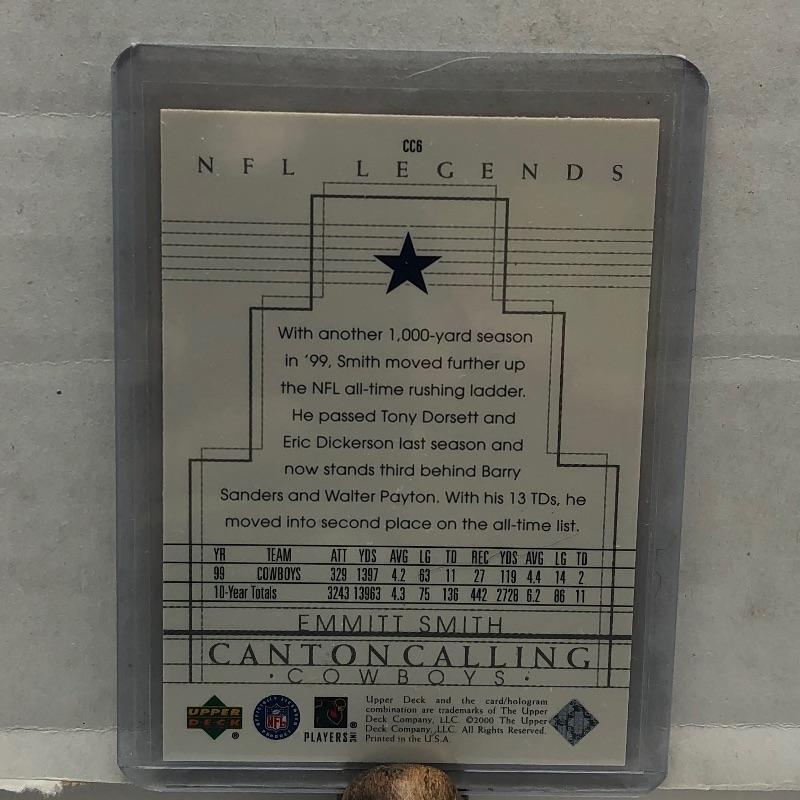 CC6
NFL LEGENDS
With another 1,000-yard season
in '99, Smith moved further up
the NFL all-time rushing ladder.
He passed Tony Dorsett and
Eric Dickerson last season and
now stands third behind Barry
Sanders and Walter Payton. With his 13 TDs, he
moved into second place on the all-time list.
YR TEAM ATT YDS AVG LG TD REC YDS AVG LG TD
99 COWBOYS 329 1397 4.2 63 11 27 119 4.4 14 2
10-Year Totals 3243 13963 4.3 75 136 442 2728 6.2 86 11
EMMITT SMITH
CANTON CALLING
·COWBOYS·
UPPER DECK ®
OFFICIALLY LICENSED PRODUCT NFL ®
PLAYERS INC
Upper Deck and the card/hologram
combination are trademarks of The Upper
Deck Company, LLC. ©2000 The Upper
Deck Company, LLC. All Rights Reserved.
Printed in the U.S.A.